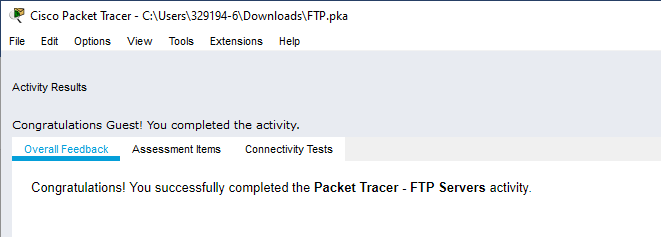 Cisco Packet Tracer - C:\Users\329194-6\Downloads\FTP.pka
File Edit Options View Tools Extensions Help
Activity Results
Congratulations Guest! You completed the activity.
Overall Feedback Assessment Items Connectivity Tests
Congratulations! You successfully completed the Packet Tracer - FTP Servers activity.